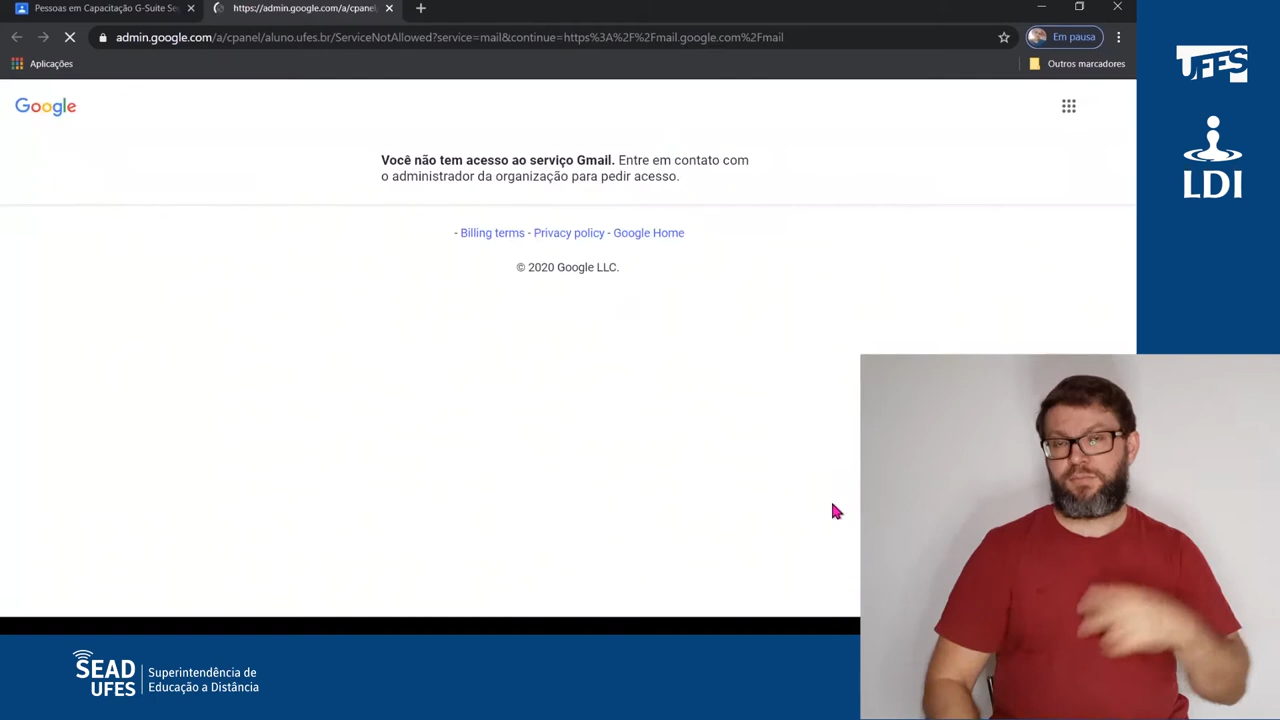 Pessoas em Capacitação G-Suite Se
https://admin.google.com/a/cpanel
admin.google.com/a/cpanel/aluno.ufes.br/ServiceNotAllowed?service=mail&continue=https%3A%2F%2Fmail.google.com%2Fmail
Em pausa
Aplicações
Outros marcadores
UFES
Google
Você não tem acesso ao serviço Gmail. Entre em contato com
o administrador da organização para pedir acesso.
LDI
- Billing terms - Privacy policy - Google Home
© 2020 Google LLC.
SEAD
UFES
Superintendência de
Educação a Distância